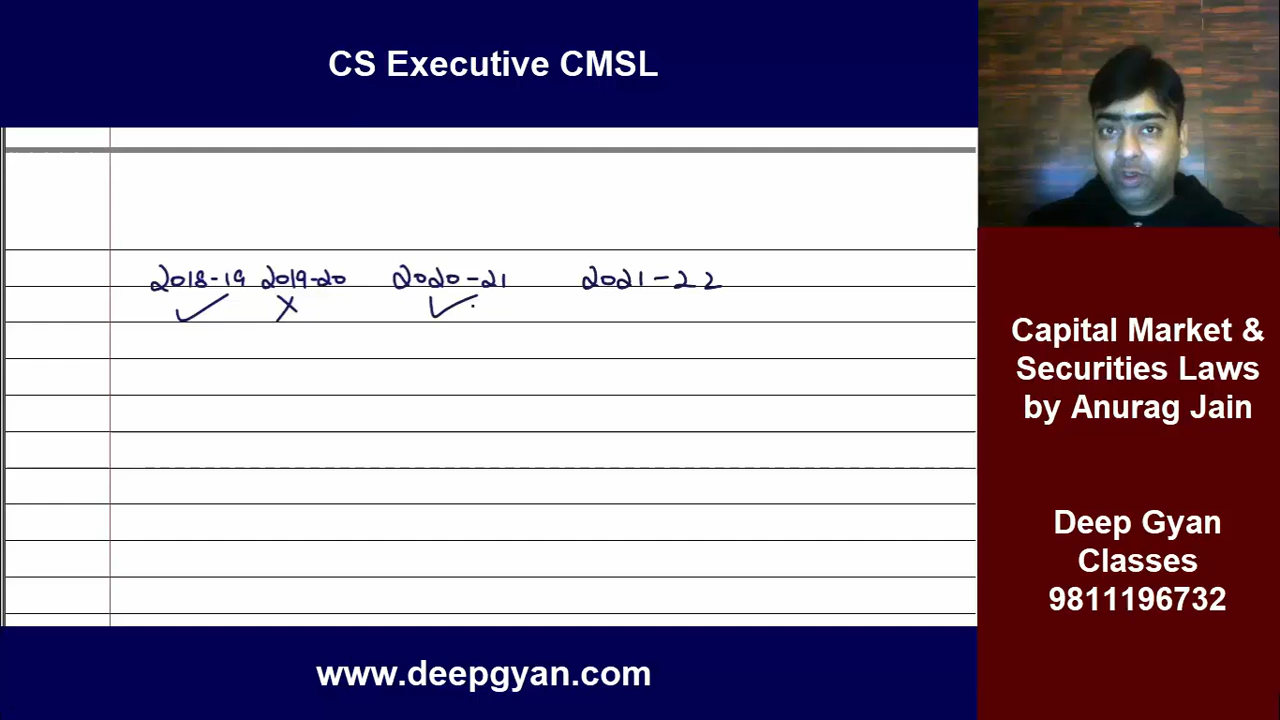 CS Executive CMSL
2018-19 2019-20 2020-21 2021-22
Capital Market &
Securities Laws
by Anurag Jain
Deep Gyan
Classes
9811196732
www.deepgyan.com